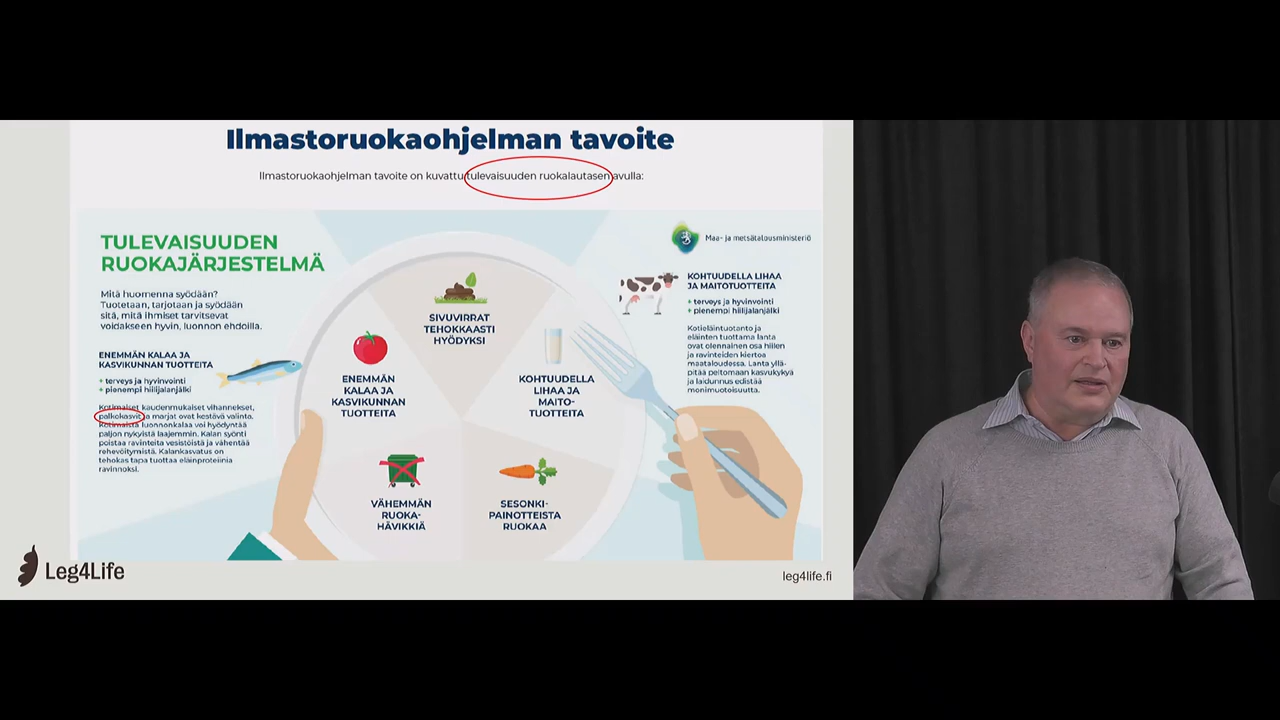 Ilmastoruokaohjelman tavoite
Ilmastoruokaohjelman tavoite on kuvattu tulevaisuuden ruokalautasen avulla:
TULEVAISUUDEN
RUOKAJÄRJESTELMÄ
Mitä huomenna syödään?
Tuotetaan, tarjotaan ja syödään
sitä, mitä ihmiset tarvitsevat
voidakseen hyvin, luonnon ehdoilla.
ENEMMÄN KALAA JA
KASVIKUNNAN TUOTTEITA
+ terveys ja hyvinvointi
+ pienempi hiilijalanjälki
Kotimaiset kaudenmukaiset vihannekset,
palkokasvit ja marjat ovat kestävä valinta.
Kotimaista luonnonkalaa voi hyödyntää
paljon nykyistä laajemmin. Kalan syönti
poistaa ravinteita vesistöistä ja vähentää
rehevöitymistä. Kalankasvatus on
tehokas tapa tuottaa eläinproteiinia
ravinnoksi.
SIVUVIRRAT
TEHOKKAASTI
HYÖDYKSI
ENEMMÄN
KALAA JA
KASVIKUNNAN
TUOTTEITA
KOHTUUDELLA
LIHAA JA
MAITO-
TUOTTEITA
VÄHEMMÄN
RUOKA-
HÄVIKKIÄ
SESONKI-
PAINOTTEISTA
RUOKAA
Maa- ja metsätalousministeriö
KOHTUUDELLA LIHAA
JA MAITOTUOTTEITA
+ terveys ja hyvinvointi
+ pienempi hiilijalanjälki
Kotieläintuotanto ja
eläinten tuottama lanta
ovat olennainen osa hiilen
ja ravinteiden kiertoa
maataloudessa. Lanta yllä-
pitää peltomaan kasvukykyä
ja laidunnus edistää
monimuotoisuutta.
Leg4Life
leg4life.fi